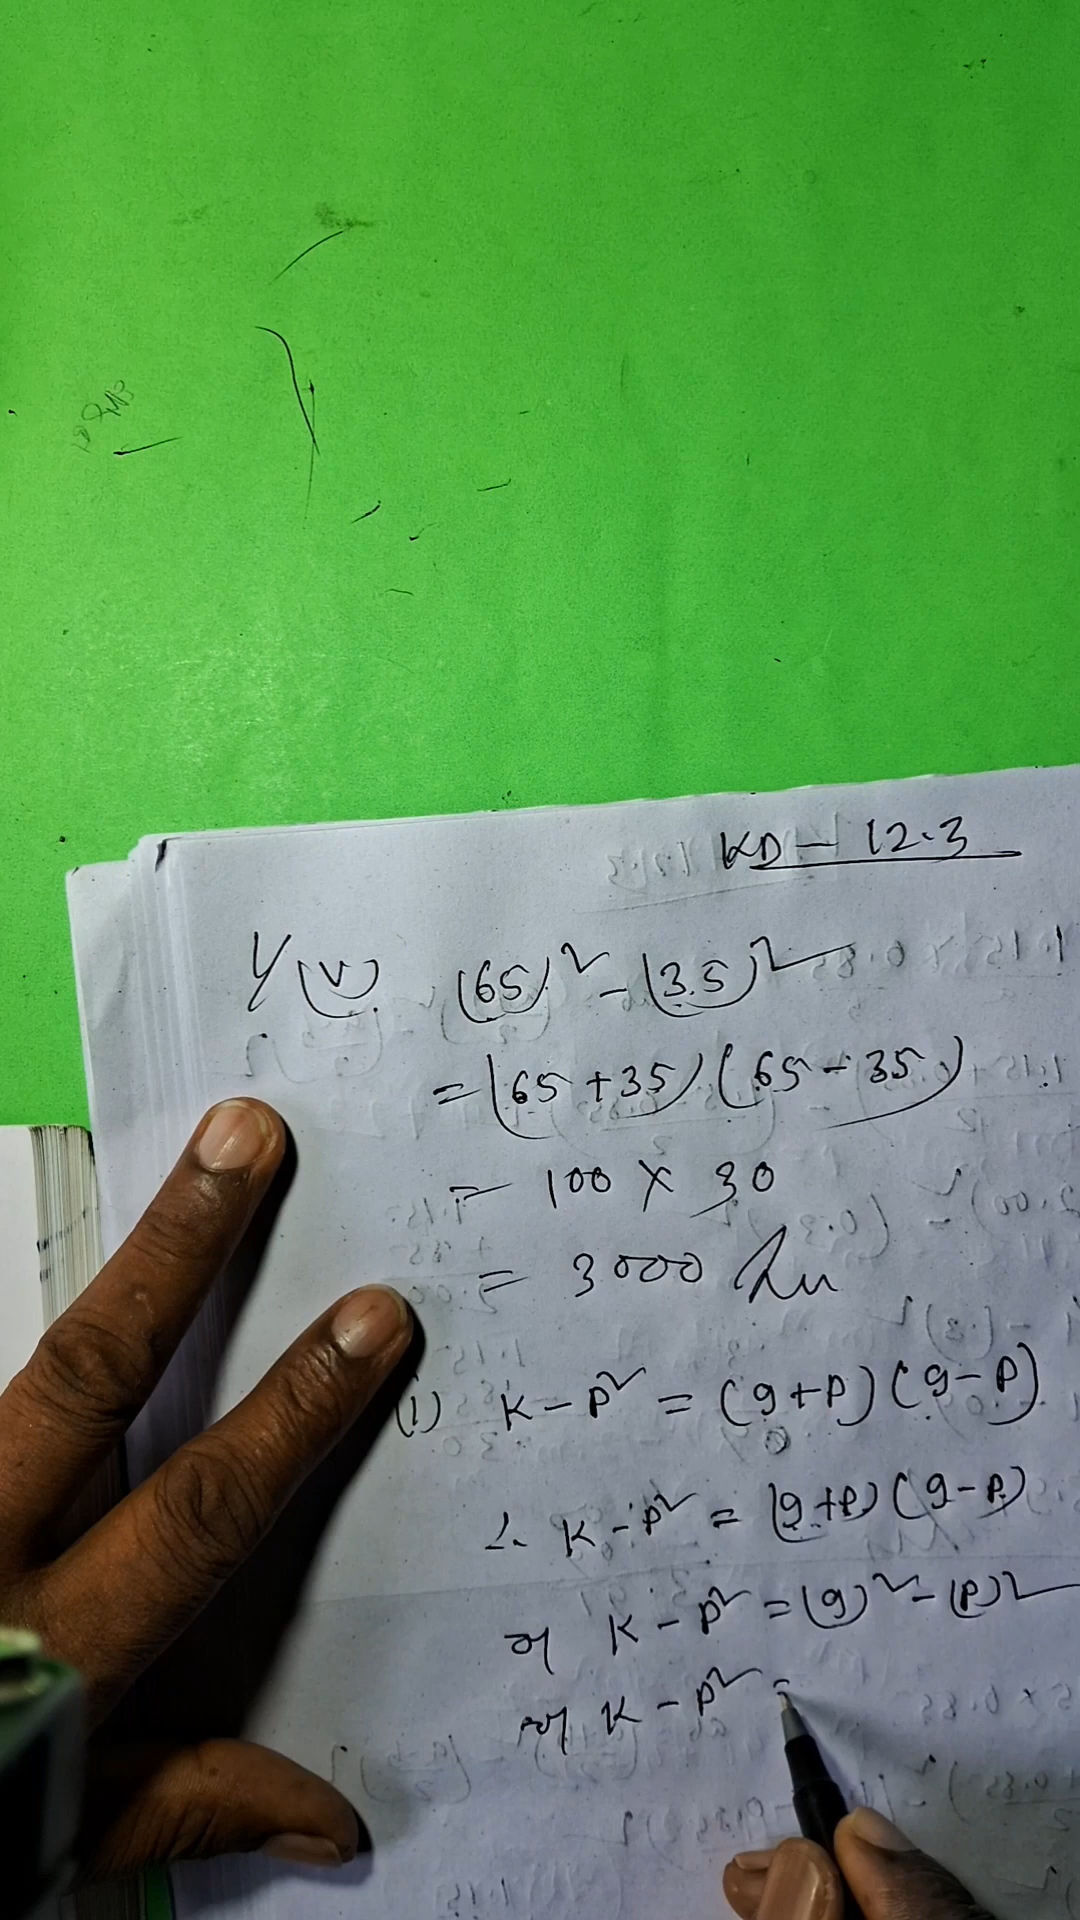 KD - 12.3
1/ (v) (65)² - (35)²
= (65 + 35) (65 - 35)
= 100 × 30
= 3000 Am
(i) K - P² = (9+P) (9-P)
∴ K - P² = (9+P) (9-P)
বা K - P² = (9)² - (P)²
বা K - P² =